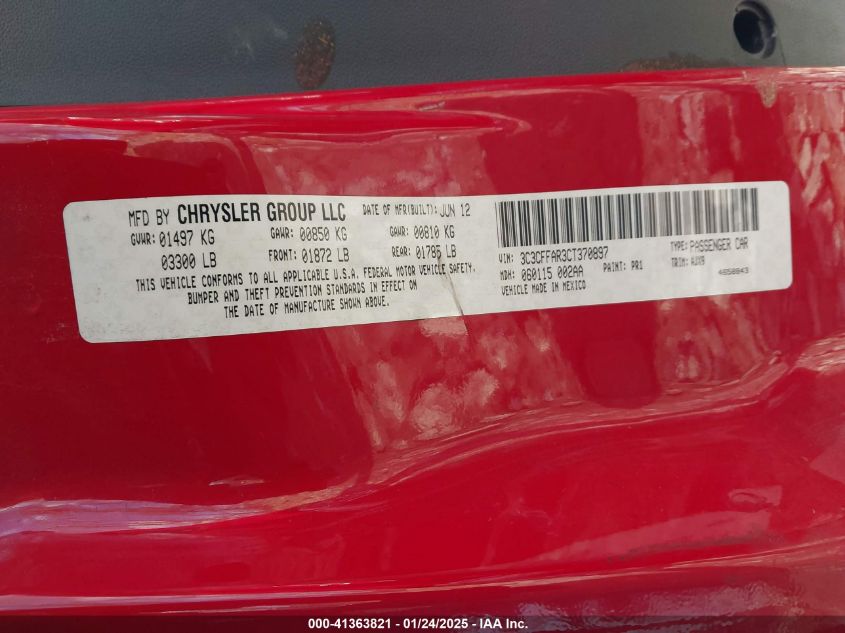 MFD BY CHRYSLER GROUP LLC DATE OF MFR(BUILT): JUN 12
GVWR: 01497 KG GAWR: 00850 KG GAWR: 00810 KG
03300 LB FRONT: 01872 LB REAR: 01785 LB
THIS VEHICLE CONFORMS TO ALL APPLICABLE U.S.A. FEDERAL MOTOR VEHICLE SAFETY,
BUMPER AND THEFT PREVENTION STANDARDS IN EFFECT ON
THE DATE OF MANUFACTURE SHOWN ABOVE.
VIN: 3C3CFFAR3CT370897 TYPE: PASSENGER CAR
MDH: 060115 002AA PAINT: PR1 TRIM: AJX9
VEHICLE MADE IN MEXICO 4650843
000-41363821 - 01/24/2025 - IAA Inc.